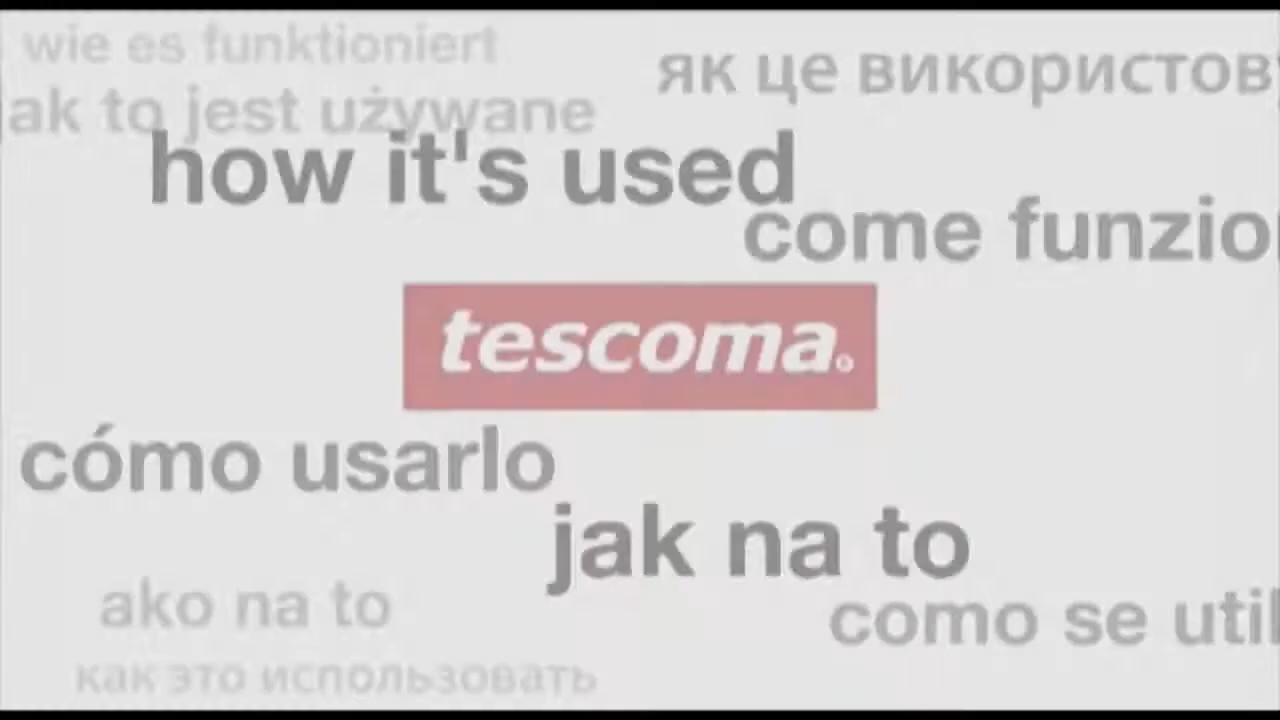 wie es funktioniert
як це використов
ak to jest używane
how it's used
come funzio
tescoma®
cómo usarlo
jak na to
ako na to
como se util
как это использовать